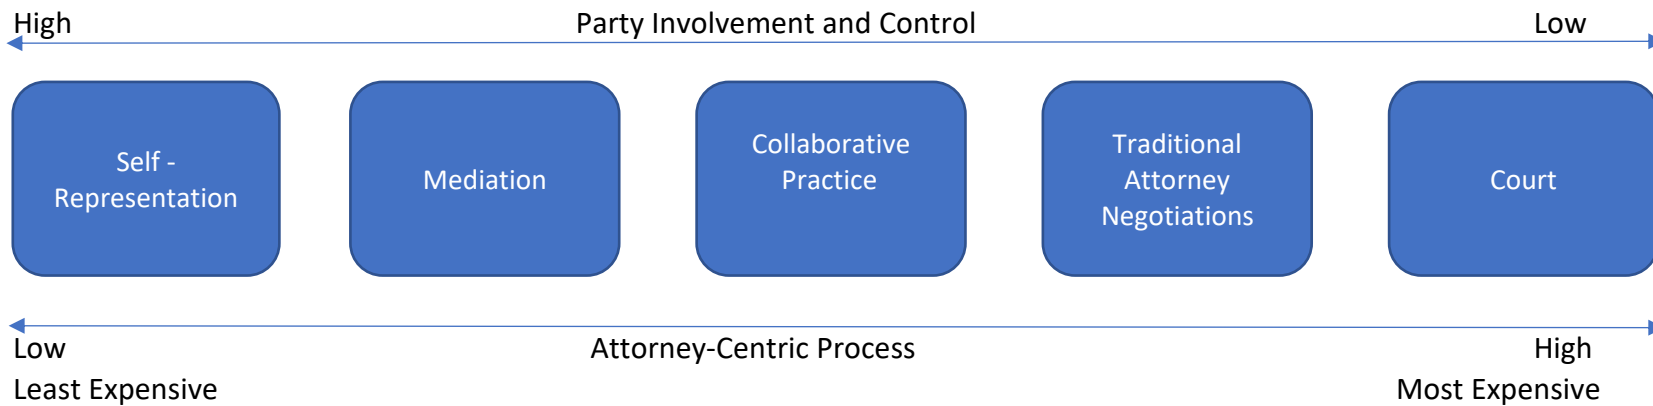 High Party Involvement and Control Low
Self -
Representation
Mediation
Collaborative
Practice
Traditional
Attorney
Negotiations
Court
Low Attorney-Centric Process High
Least Expensive Most Expensive